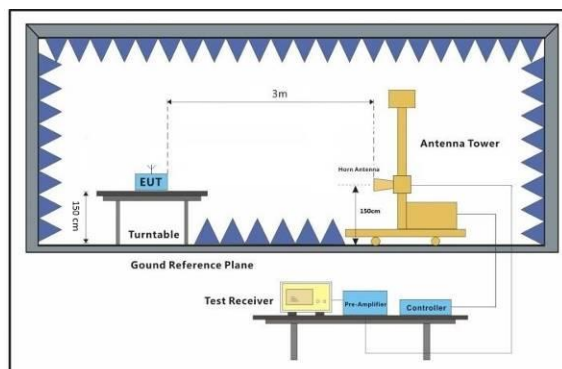 3m
Antenna Tower
Horn Antenna
EUT
150 cm
150cm
Turntable
Gound Reference Plane
Test Receiver
Pre-Amplifier
Controller